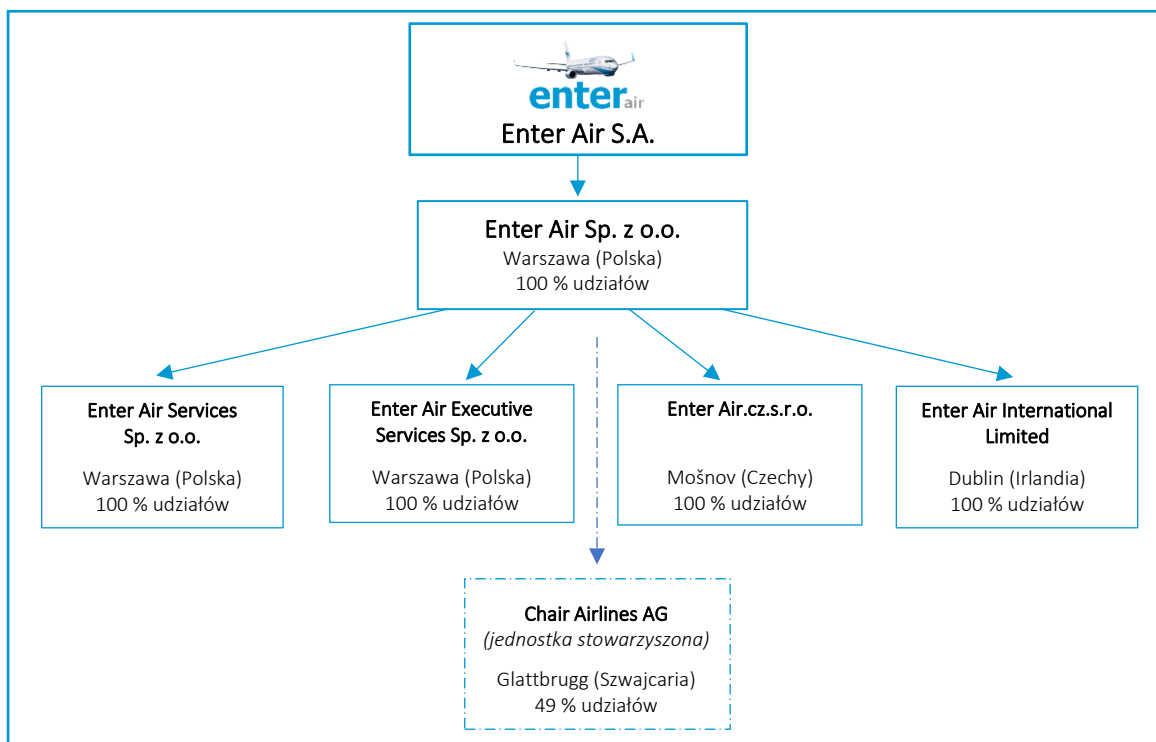 enter air
Enter Air S.A.
Enter Air Sp. z o.o.
Warszawa (Polska)
100 % udziałów
Enter Air Services
Sp. z o.o.
Warszawa (Polska)
100 % udziałów
Enter Air Executive
Services Sp. z o.o.
Warszawa (Polska)
100 % udziałów
Enter Air.cz.s.r.o.
Mošnov (Czechy)
100 % udziałów
Enter Air International
Limited
Dublin (Irlandia)
100 % udziałów
Chair Airlines AG
(jednostka stowarzyszona)
Glattbrugg (Szwajcaria)
49 % udziałów